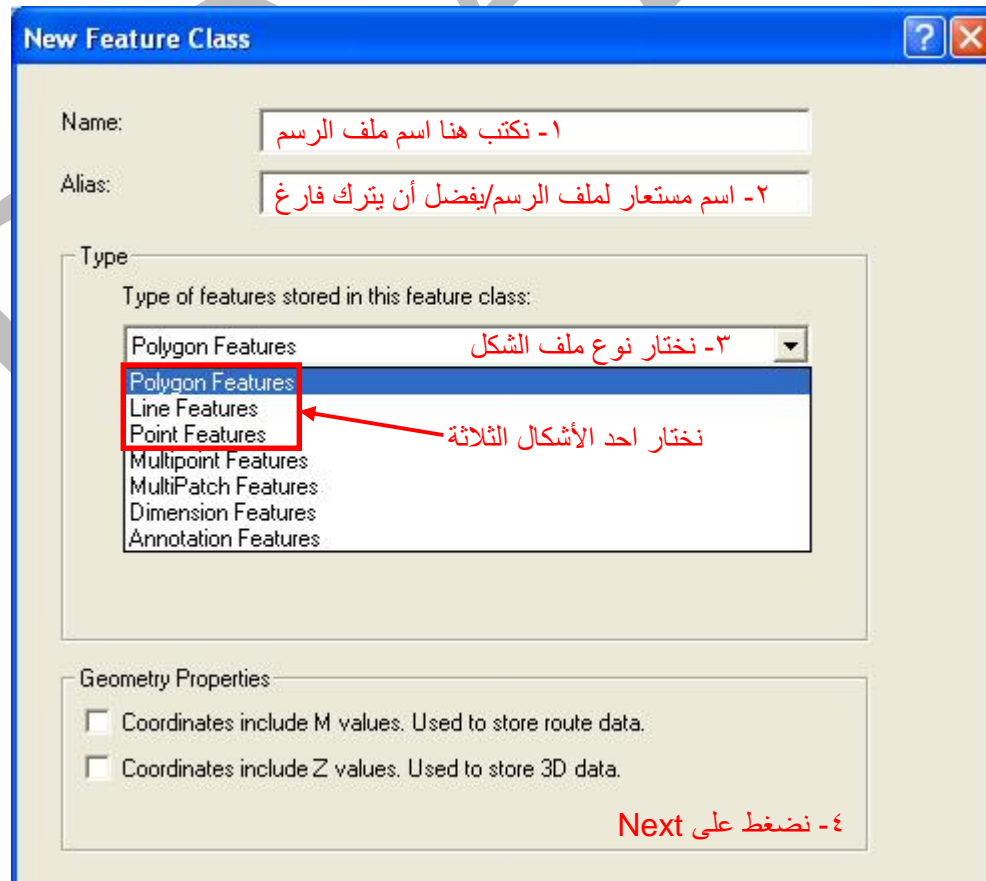 New Feature Class
Name:
١- نكتب هنا اسم ملف الرسم
Alias:
٢- اسم مستعار لملف الرسم/يفضل أن يترك فارغ
Type
Type of features stored in this feature class:
Polygon Features
٣- نختار نوع ملف الشكل
Polygon Features
Line Features
Point Features
نختار احد الأشكال الثلاثة
Multipoint Features
MultiPatch Features
Dimension Features
Annotation Features
Geometry Properties
Coordinates include M values. Used to store route data.
Coordinates include Z values. Used to store 3D data.
٤- نضغط على Next